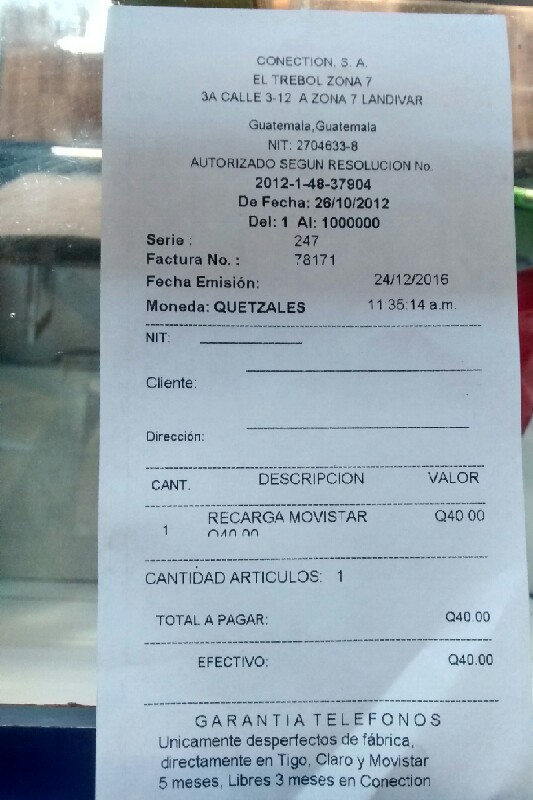 CONECTION, S. A.
EL TREBOL ZONA 7
3A CALLE 3-12 A ZONA 7 LANDIVAR
Guatemala,Guatemala
NIT: 2704633-8
AUTORIZADO SEGUN RESOLUCION No.
2012-1-48-37904
De Fecha: 26/10/2012
Del: 1 Al: 1000000
Serie : 247
Factura No. : 78171
Fecha Emisión: 24/12/2016
Moneda: QUETZALES 11:35:14 a.m.
NIT:
Cliente:
Dirección:
CANT. DESCRIPCION VALOR
1 RECARGA MOVISTAR Q40.00
Q40.00
CANTIDAD ARTICULOS: 1
TOTAL A PAGAR: Q40.00
EFECTIVO: Q40.00
GARANTIA TELEFONOS
Unicamente desperfectos de fábrica,
directamente en Tigo, Claro y Movistar
5 meses, Libres 3 meses en Conection